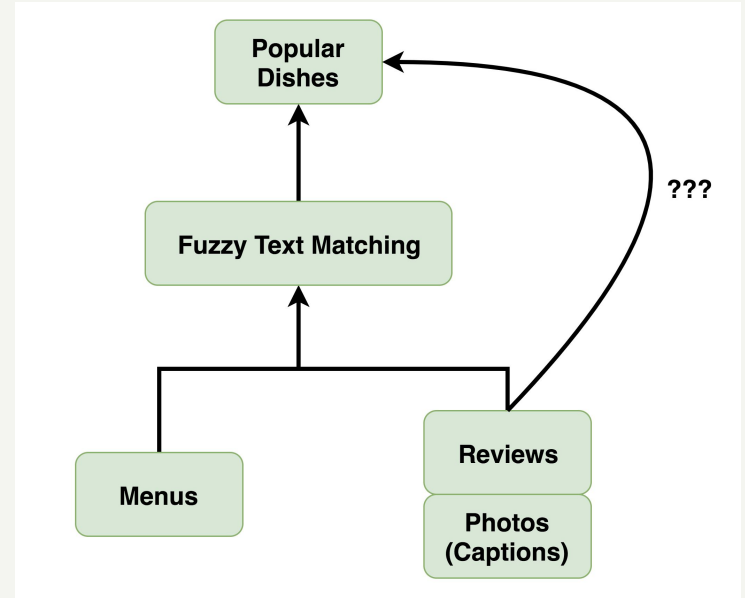 Popular
Dishes
???
Fuzzy Text Matching
Reviews
Menus
Photos
(Captions)